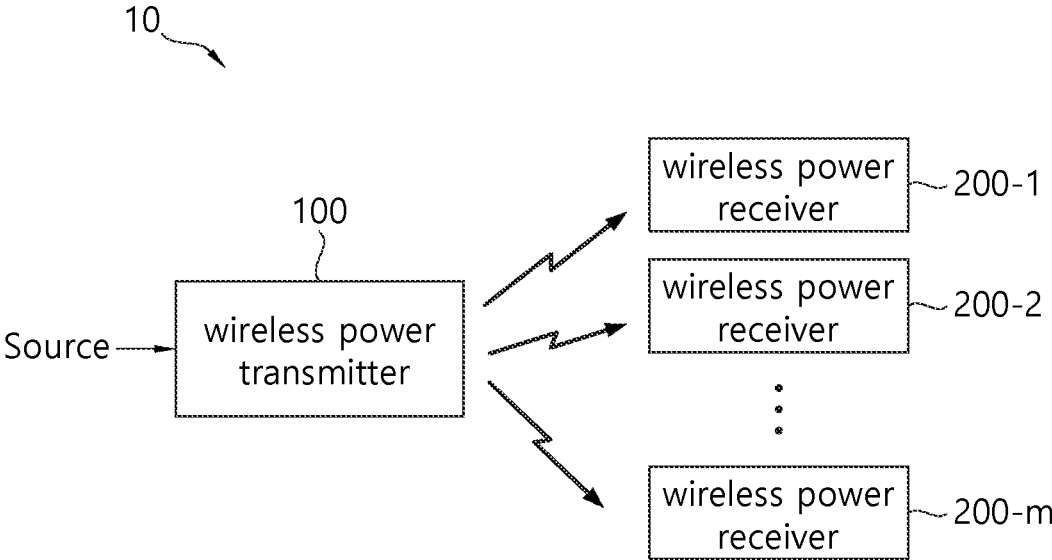 10
wireless power
receiver
200-1
100
wireless power
receiver
200-2
Source
wireless power
transmitter
wireless power
receiver
200-m